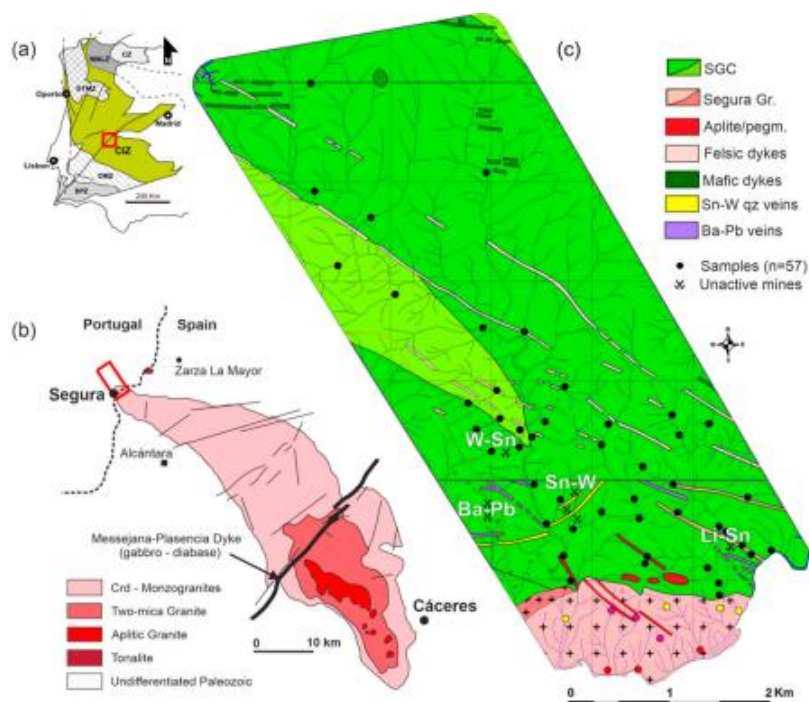 (a)
CZ
WALZ
GTMZ
Oporto
Madrid
CIZ
Lisbon
OMZ
SPZ
200 Km
(b)
Portugal
Spain
Zarza La Mayor
Segura
Alcántara
Messejana-Plasencia Dyke
(gabbro - diabase)
Cáceres
Crd - Monzogranites
Two-mica Granite
Aplitic Granite
Tonalite
Undifferentiated Paleozoic
0 10 km
(c)
SGC
Segura Gr.
Aplite/pegm.
Felsic dykes
Mafic dykes
Sn-W qz veins
Ba-Pb veins
Samples (n=57)
Unactive mines
W-Sn
Sn-W
Ba-Pb
Li-Sn
0 1 2 Km